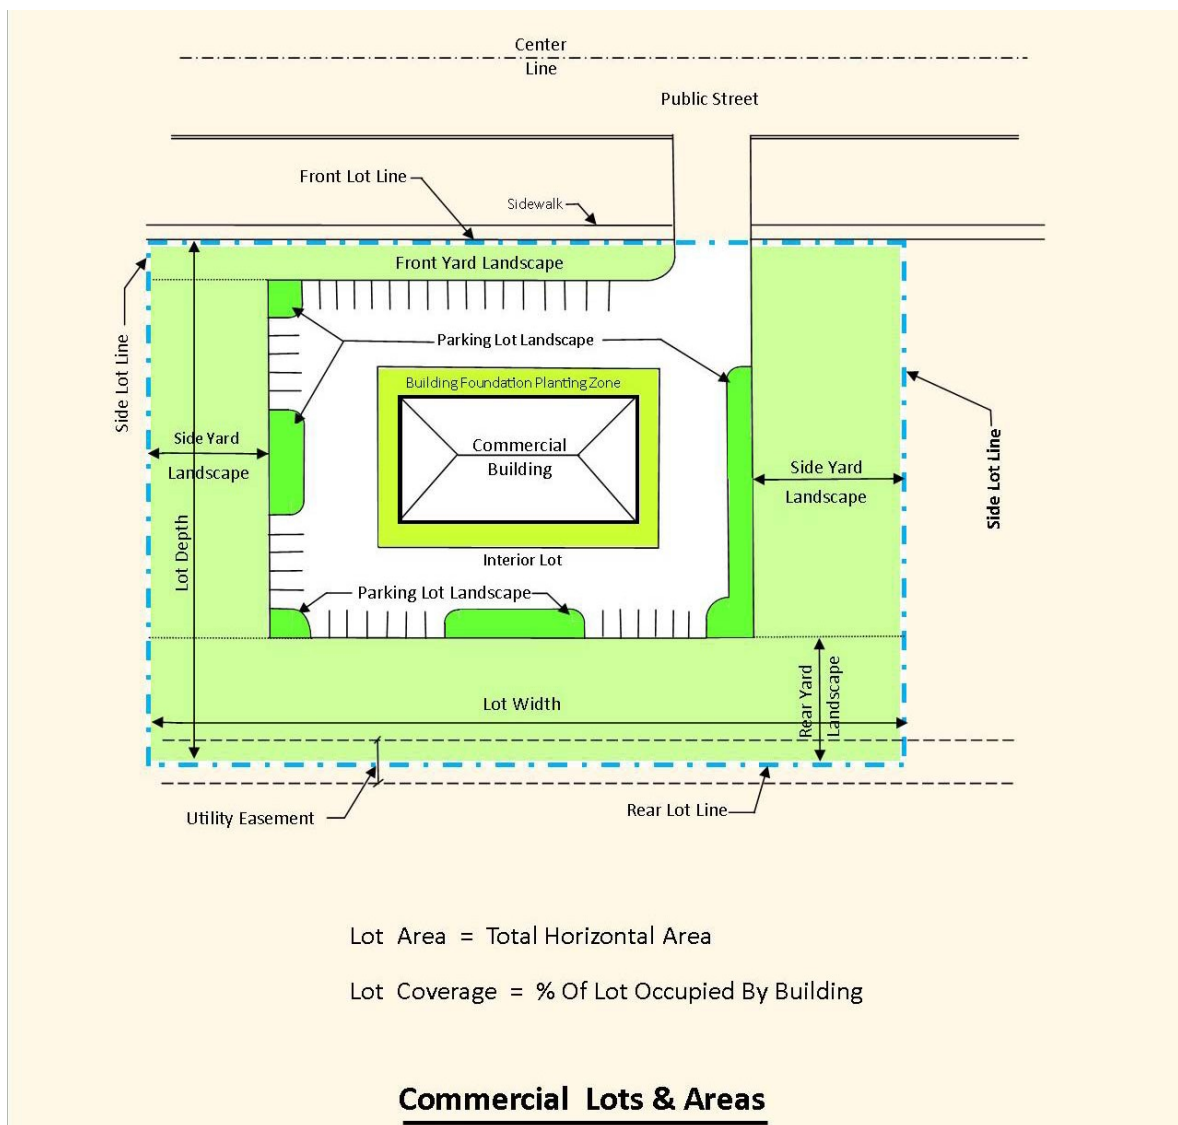 Center
Line
Public Street
Front Lot Line
Sidewalk
Front Yard Landscape
Side Lot Line
Parking Lot Landscape
Building Foundation Planting Zone
Commercial
Building
Side Yard
Landscape
Side Yard
Landscape
Side Lot Line
Lot Depth
Interior Lot
Parking Lot Landscape
Rear Yard
Landscape
Lot Width
Utility Easement
Rear Lot Line
Lot Area = Total Horizontal Area
Lot Coverage = % Of Lot Occupied By Building
Commercial Lots & Areas